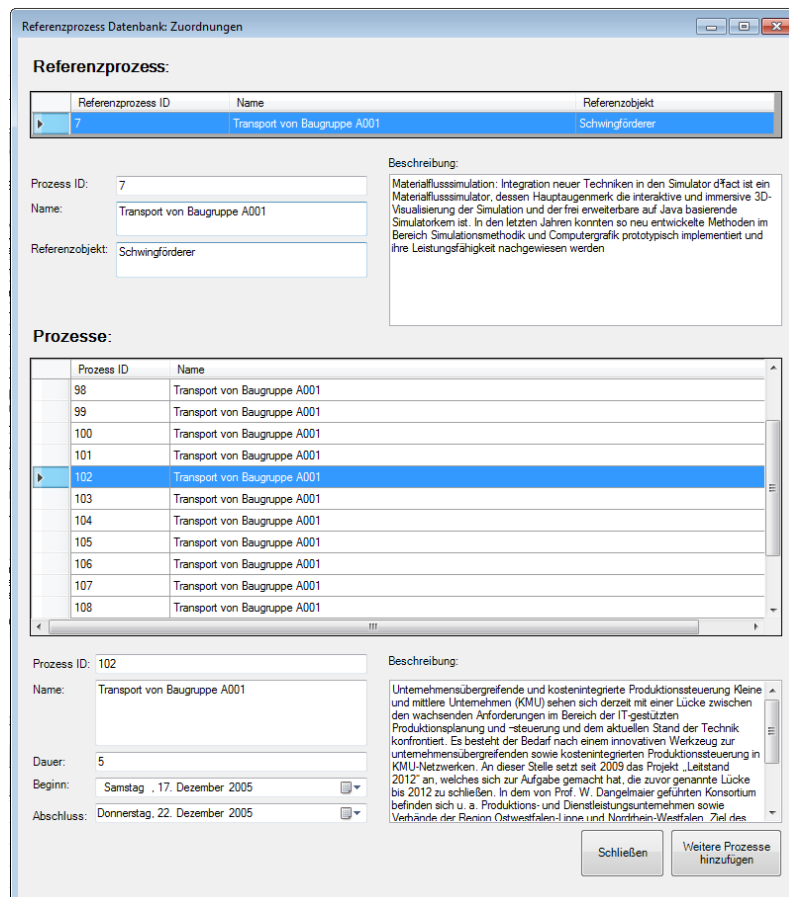 Referenzprozess Datenbank: Zuordnungen
Referenzprozess:
Referenzprozess ID Name Referenzobjekt
7 Transport von Baugruppe A001 Schwingförderer
Beschreibung:
Prozess ID: 7
Name: Transport von Baugruppe A001
Referenzobjekt: Schwingförderer
Materialflusssimulation: Integration neuer Techniken in den Simulator d³fact ist ein
Materialflusssimulator, dessen Hauptaugenmerk die interaktive und immersive 3D-
Visualisierung der Simulation und der frei erweiterbare auf Java basierende
Simulatorkern ist. In den letzten Jahren konnten so neu entwickelte Methoden im
Bereich Simulationsmethodik und Computergrafik prototypisch implementiert und
ihre Leistungsfähigkeit nachgewiesen werden
Prozesse:
Prozess ID Name
98 Transport von Baugruppe A001
99 Transport von Baugruppe A001
100 Transport von Baugruppe A001
101 Transport von Baugruppe A001
102 Transport von Baugruppe A001
103 Transport von Baugruppe A001
104 Transport von Baugruppe A001
105 Transport von Baugruppe A001
106 Transport von Baugruppe A001
107 Transport von Baugruppe A001
108 Transport von Baugruppe A001
Prozess ID: 102
Name: Transport von Baugruppe A001
Dauer: 5
Beginn: Samstag , 17. Dezember 2005
Abschluss: Donnerstag, 22. Dezember 2005
Beschreibung:
Unternehmensübergreifende und kostenintegrierte Produktionssteuerung Kleine
und mittlere Unternehmen (KMU) sehen sich derzeit mit einer Lücke zwischen
den wachsenden Anforderungen im Bereich der IT-gestützten
Produktionsplanung und -steuerung und dem aktuellen Stand der Technik
konfrontiert. Es besteht der Bedarf nach einem innovativen Werkzeug zur
unternehmensübergreifenden sowie kostenintegrierten Produktionssteuerung in
KMU-Netzwerken. An dieser Stelle setzt seit 2009 das Projekt „Leitstand
2012" an, welches sich zur Aufgabe gemacht hat, die zuvor genannte Lücke
bis 2012 zu schließen. In dem von Prof. W. Dangelmaier geführten Konsortium
befinden sich u. a. Produktions- und Dienstleistungsunternehmen sowie
Verbände der Region Ostwestfalen-Lippe und Nordrhein-Westfalen. Ziel des
Schließen
Weitere Prozesse
hinzufügen